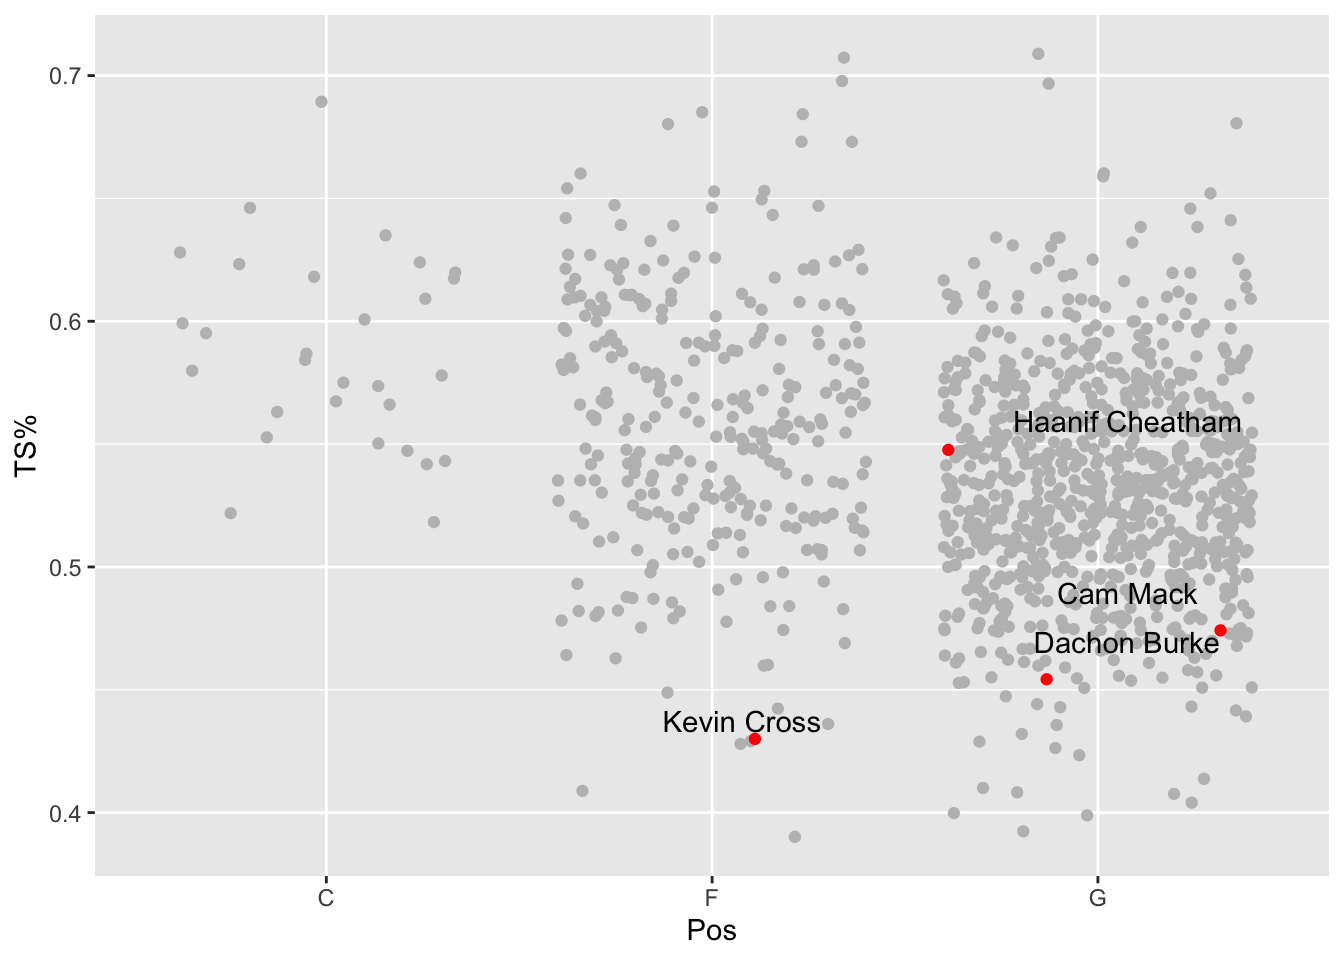 0.7
0.6
Haanif Cheatham
0.5
Cam Mack
Dachon Burke
Kevin Cross
0.4
TS%
C
F
G
Pos